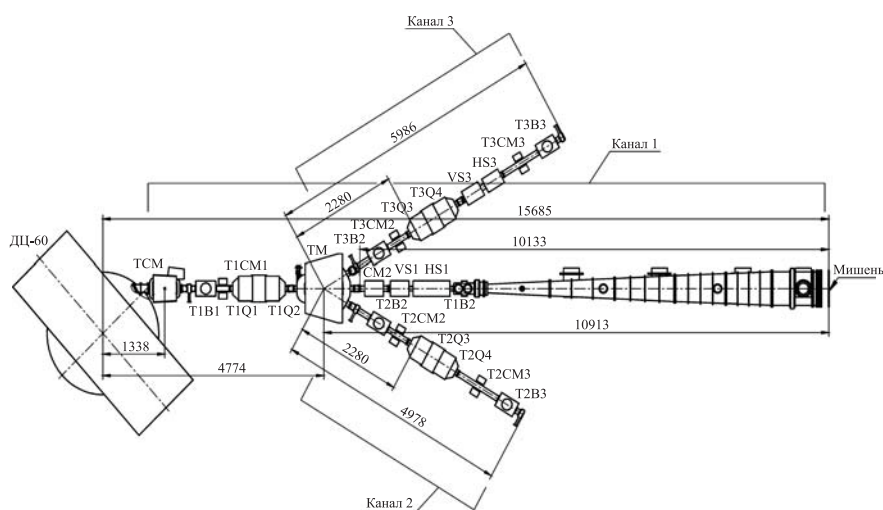 Канал 3
5986
T3B3
T3CM3
HS3
VS3
Канал 1
2280
T3Q4
T3Q3
15685
T3CM2
10133
ДЦ-60
TCM
TM
T3B2
T1CM1
CM2
VS1
HS1
Мишень
T1B1
T1Q1
T1Q2
T2B2
T1B2
T2CM2
10913
1338
2280
T2Q3
T2Q4
4774
T2CM3
T2B3
4978
Канал 2